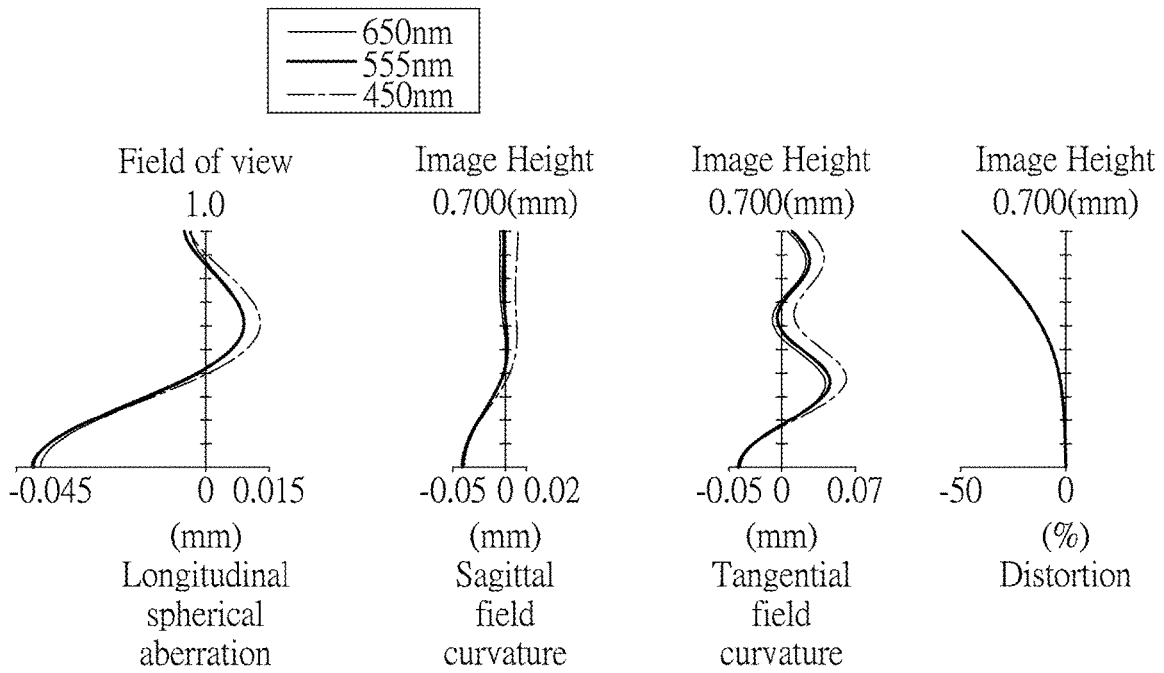 650nm
555nm
450nm
Field of view
1.0
-0.045 0 0.015
(mm)
Longitudinal
spherical
aberration
Image Height
0.700(mm)
-0.05 0 0.02
(mm)
Sagittal
field
curvature
Image Height
0.700(mm)
-0.05 0 0.07
(mm)
Tangential
field
curvature
Image Height
0.700(mm)
-50 0
(%)
Distortion